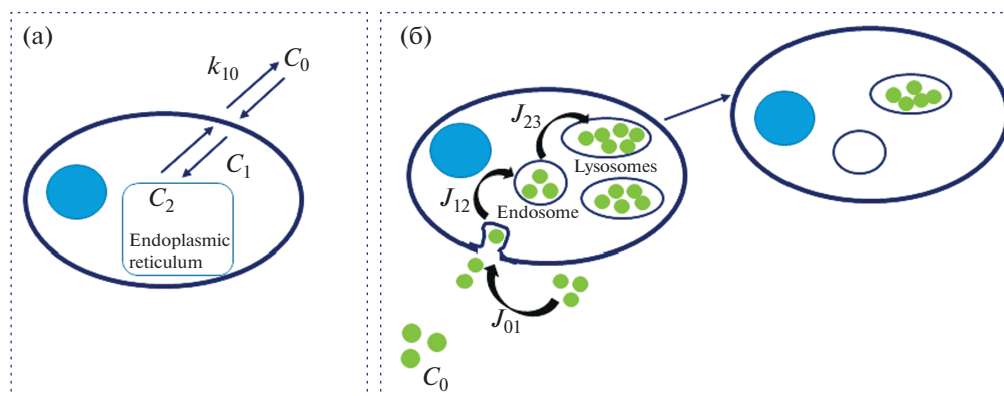 (а)
k10
C0
C1
C2
Endoplasmic
reticulum
(б)
J23
Lysosomes
J12
Endosome
J01
C0